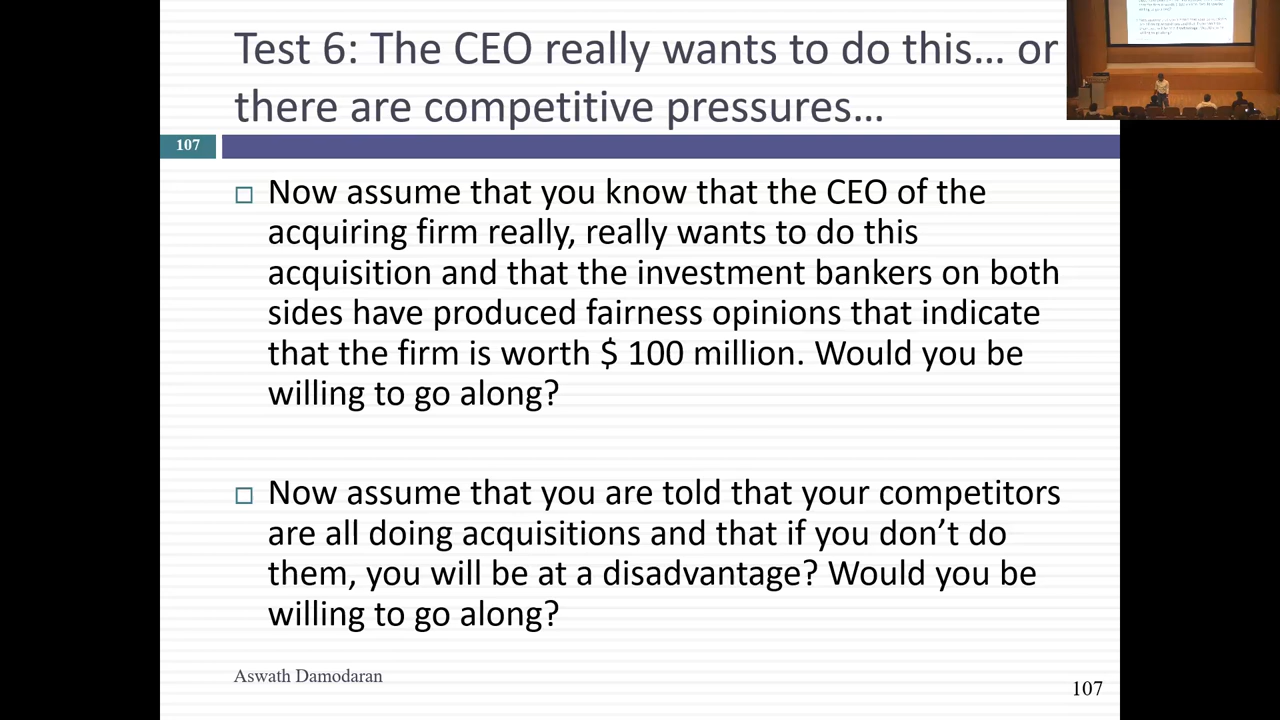 Test 6: The CEO really wants to do this… or
there are competitive pressures…
107
□ Now assume that you know that the CEO of the
acquiring firm really, really wants to do this
acquisition and that the investment bankers on both
sides have produced fairness opinions that indicate
that the firm is worth $ 100 million. Would you be
willing to go along?
□ Now assume that you are told that your competitors
are all doing acquisitions and that if you don’t do
them, you will be at a disadvantage? Would you be
willing to go along?
Aswath Damodaran
107